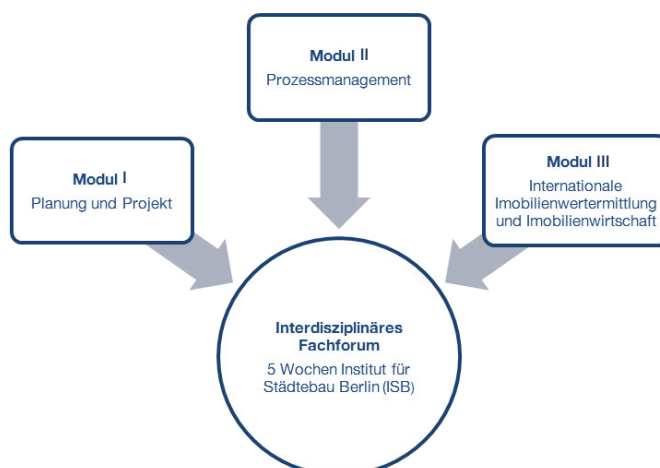 Modul II
Prozessmanagement
Modul I
Planung und Projekt
Modul III
Internationale
Imobilienwertermittlung
und Imobilienwirtschaft
Interdisziplinäres
Fachforum
5 Wochen Institut für
Städtebau Berlin (ISB)